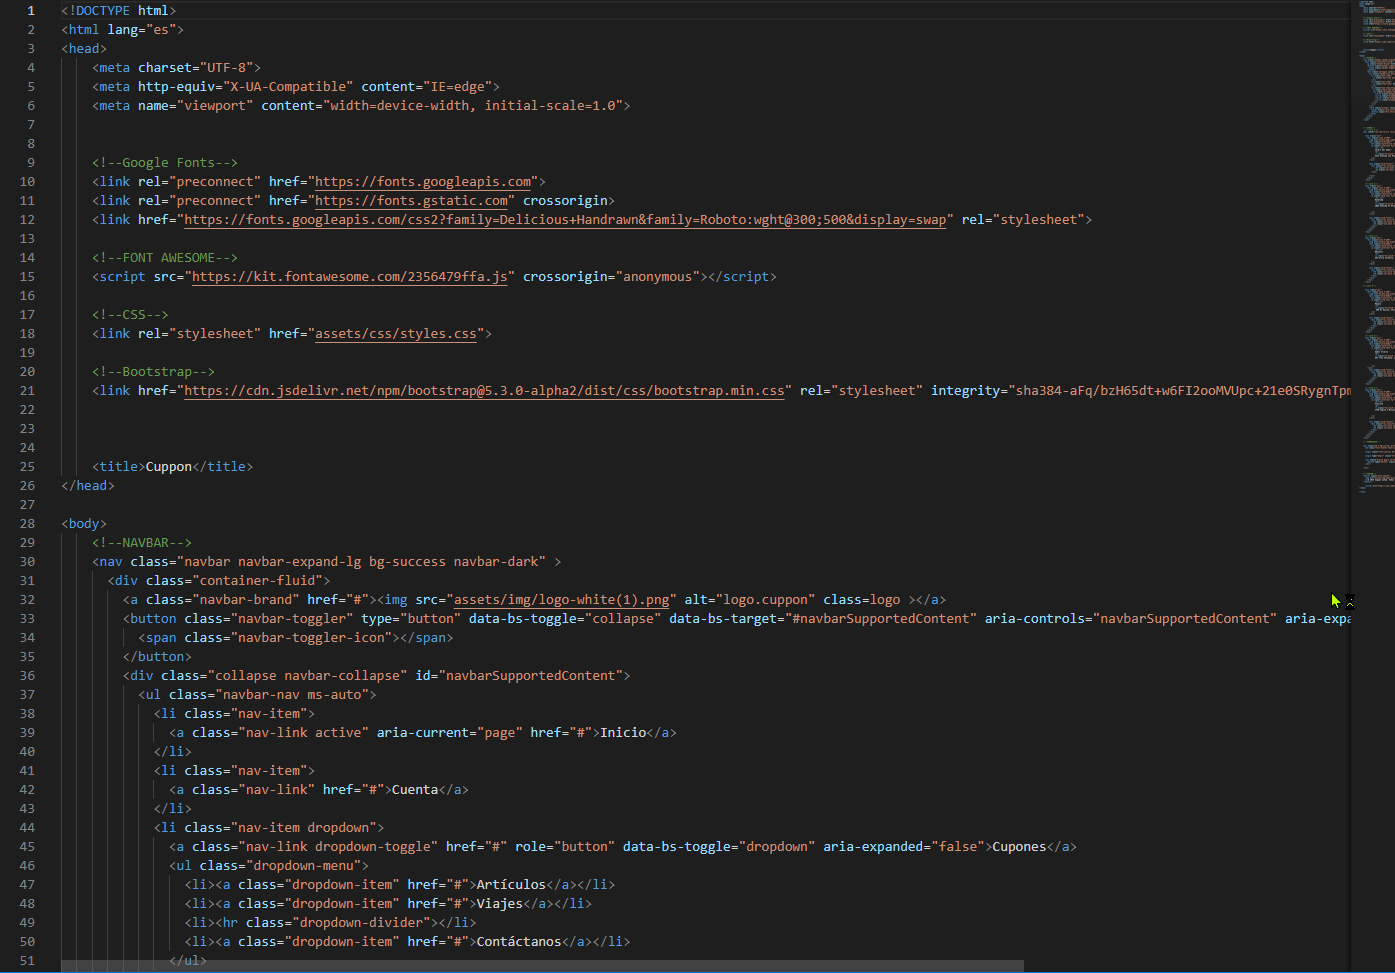 1 <!DOCTYPE html>
2 <html lang="es">
3 <head>
4 <meta charset="UTF-8">
5 <meta http-equiv="X-UA-Compatible" content="IE=edge">
6 <meta name="viewport" content="width=device-width, initial-scale=1.0">
7
8
9 <!--Google Fonts-->
10 <link rel="preconnect" href="https://fonts.googleapis.com">
11 <link rel="preconnect" href="https://fonts.gstatic.com" crossorigin>
12 <link href="https://fonts.googleapis.com/css2?family=Delicious+Handrawn&family=Roboto:wght@300;500&display=swap" rel="stylesheet">
13
14 <!--FONT AWESOME-->
15 <script src="https://kit.fontawesome.com/2356479ffa.js" crossorigin="anonymous"></script>
16
17 <!--CSS-->
18 <link rel="stylesheet" href="assets/css/styles.css">
19
20 <!--Bootstrap-->
21 <link href="https://cdn.jsdelivr.net/npm/bootstrap@5.3.0-alpha2/dist/css/bootstrap.min.css" rel="stylesheet" integrity="sha384-aFq/bzH65dt+w6FI2ooMVUpc+21e0SRygnTpm
22
23
24
25 <title>Cuppon</title>
26 </head>
27
28 <body>
29 <!--NAVBAR-->
30 <nav class="navbar navbar-expand-lg bg-success navbar-dark" >
31 <div class="container-fluid">
32 <a class="navbar-brand" href="#"><img src="assets/img/logo-white(1).png" alt="logo.cuppon" class=logo ></a>
33 <button class="navbar-toggler" type="button" data-bs-toggle="collapse" data-bs-target="#navbarSupportedContent" aria-controls="navbarSupportedContent" aria-expa
34 <span class="navbar-toggler-icon"></span>
35 </button>
36 <div class="collapse navbar-collapse" id="navbarSupportedContent">
37 <ul class="navbar-nav ms-auto">
38 <li class="nav-item">
39 <a class="nav-link active" aria-current="page" href="#">Inicio</a>
40 </li>
41 <li class="nav-item">
42 <a class="nav-link" href="#">Cuenta</a>
43 </li>
44 <li class="nav-item dropdown">
45 <a class="nav-link dropdown-toggle" href="#" role="button" data-bs-toggle="dropdown" aria-expanded="false">Cupones</a>
46 <ul class="dropdown-menu">
47 <li><a class="dropdown-item" href="#">Artículos</a></li>
48 <li><a class="dropdown-item" href="#">Viajes</a></li>
49 <li><hr class="dropdown-divider"></li>
50 <li><a class="dropdown-item" href="#">Contáctanos</a></li>
51 </ul>